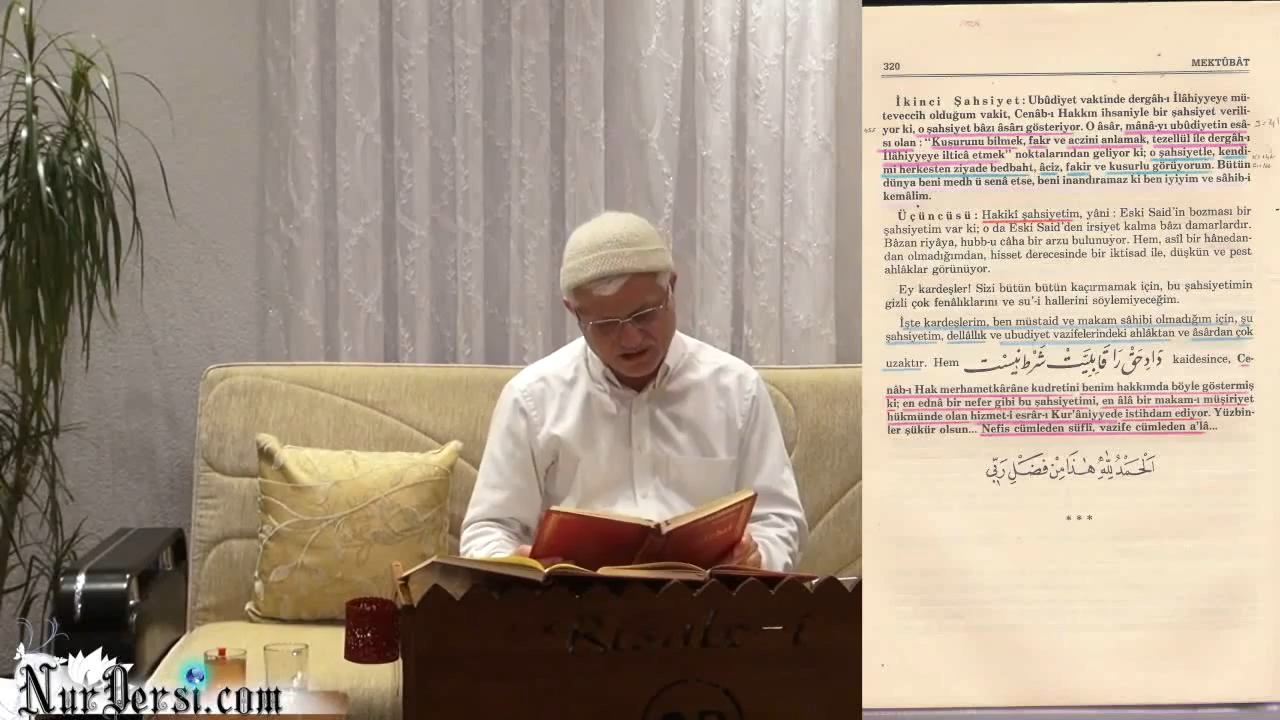 320
MEKTÛBÂT
İkinci Şahsiyet: Ubûdiyet vaktinde dergâh-ı İlâhiyyeye mü-
teveccih olduğum vakit, Cenâb-ı Hakkın ihsaniyle bir şahsiyet verili-
yor ki, o şahsiyet bâzı âsârı gösteriyor. O âsâr, mânâ-yı ubûdiyetin esâ-
sı olan : "Kusurunu bilmek, fakr ve aczini anlamak, tezellül ile dergâh-ı
İlâhiyyeye ilticâ etmek" noktalarından geliyor ki; o şahsiyetle, kendi-
mi herkesten ziyade bedbaht, âciz, fakir ve kusurlu görüyorum. Bütün
dünya beni medh ü senâ etse, beni inandıramaz ki ben iyiyim ve sâhib-i
kemâlim.
Üçüncüsü: Hakikî şahsiyetim, yâni : Eski Said'in bozması bir
şahsiyetim var ki; o da Eski Said'den irsiyet kalma bâzı damarlardır.
Bâzan riyâya, hubb-u câha bir arzu bulunuyor. Hem, asîl bir hânedan-
dan olmadığımdan, hisset derecesinde bir iktisad ile, düşkün ve pest
ahlâklar görünüyor.
Ey kardeşler! Sizi bütün bütün kaçırmamak için, bu şahsiyetimin
gizli çok fenâlıklarını ve su'-i hallerini söylemiyeceğim.
İşte kardeşlerim, ben müstaid ve makam sâhibi olmadığım için, şu
şahsiyetim, dellâllık ve ubudiyet vazifelerindeki ahlâktan ve âsârdan çok
uzaktır. Hem دَادِ حَقْ رَا قَابِلِيَّتْ شَرْط نِيسْت kaidesince, Ce-
nâb-ı Hak merhametkârane kudretini benim hakkımda böyle göstermiş
ki; en ednâ bir nefer gibi bu şahsiyetimi, en âlâ bir makam-ı müşiriyet
hükmünde olan hizmet-i esrâr-ı Kur'âniyyede istihdam ediyor. Yüzbin-
ler şükür olsun... Nefis cümleden süflî, vazife cümleden a'lâ...
اَلْحَمْدُ لِلّٰهِ هٰذَا مِنْ فَضْلِ رَبِّى
* * *
Risale-i
NurDersi.com